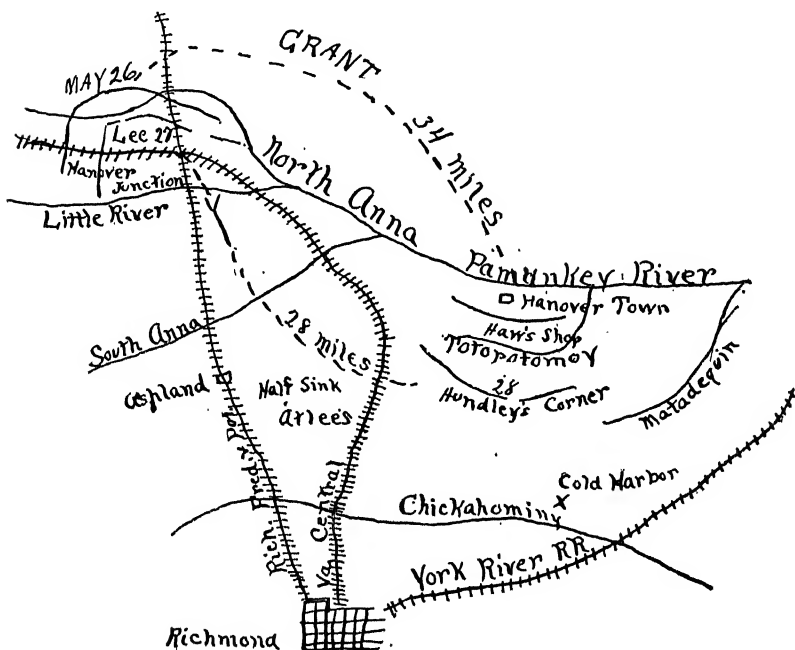 GRANT
MAY 26
34 miles
Lee 27
Hanover
Junction
North Anna
Little River
Pamunkey River
Hanover Town
Haw's Shop
Totopotomoy
South Anna
28 miles
28
Hundley's Corner
Matadequin
Ashland
Half Sink
Atlee's
Rich. Fred. & Pot.
Va. Central
Cold Harbor
Chickahominy
York River RR
Richmond